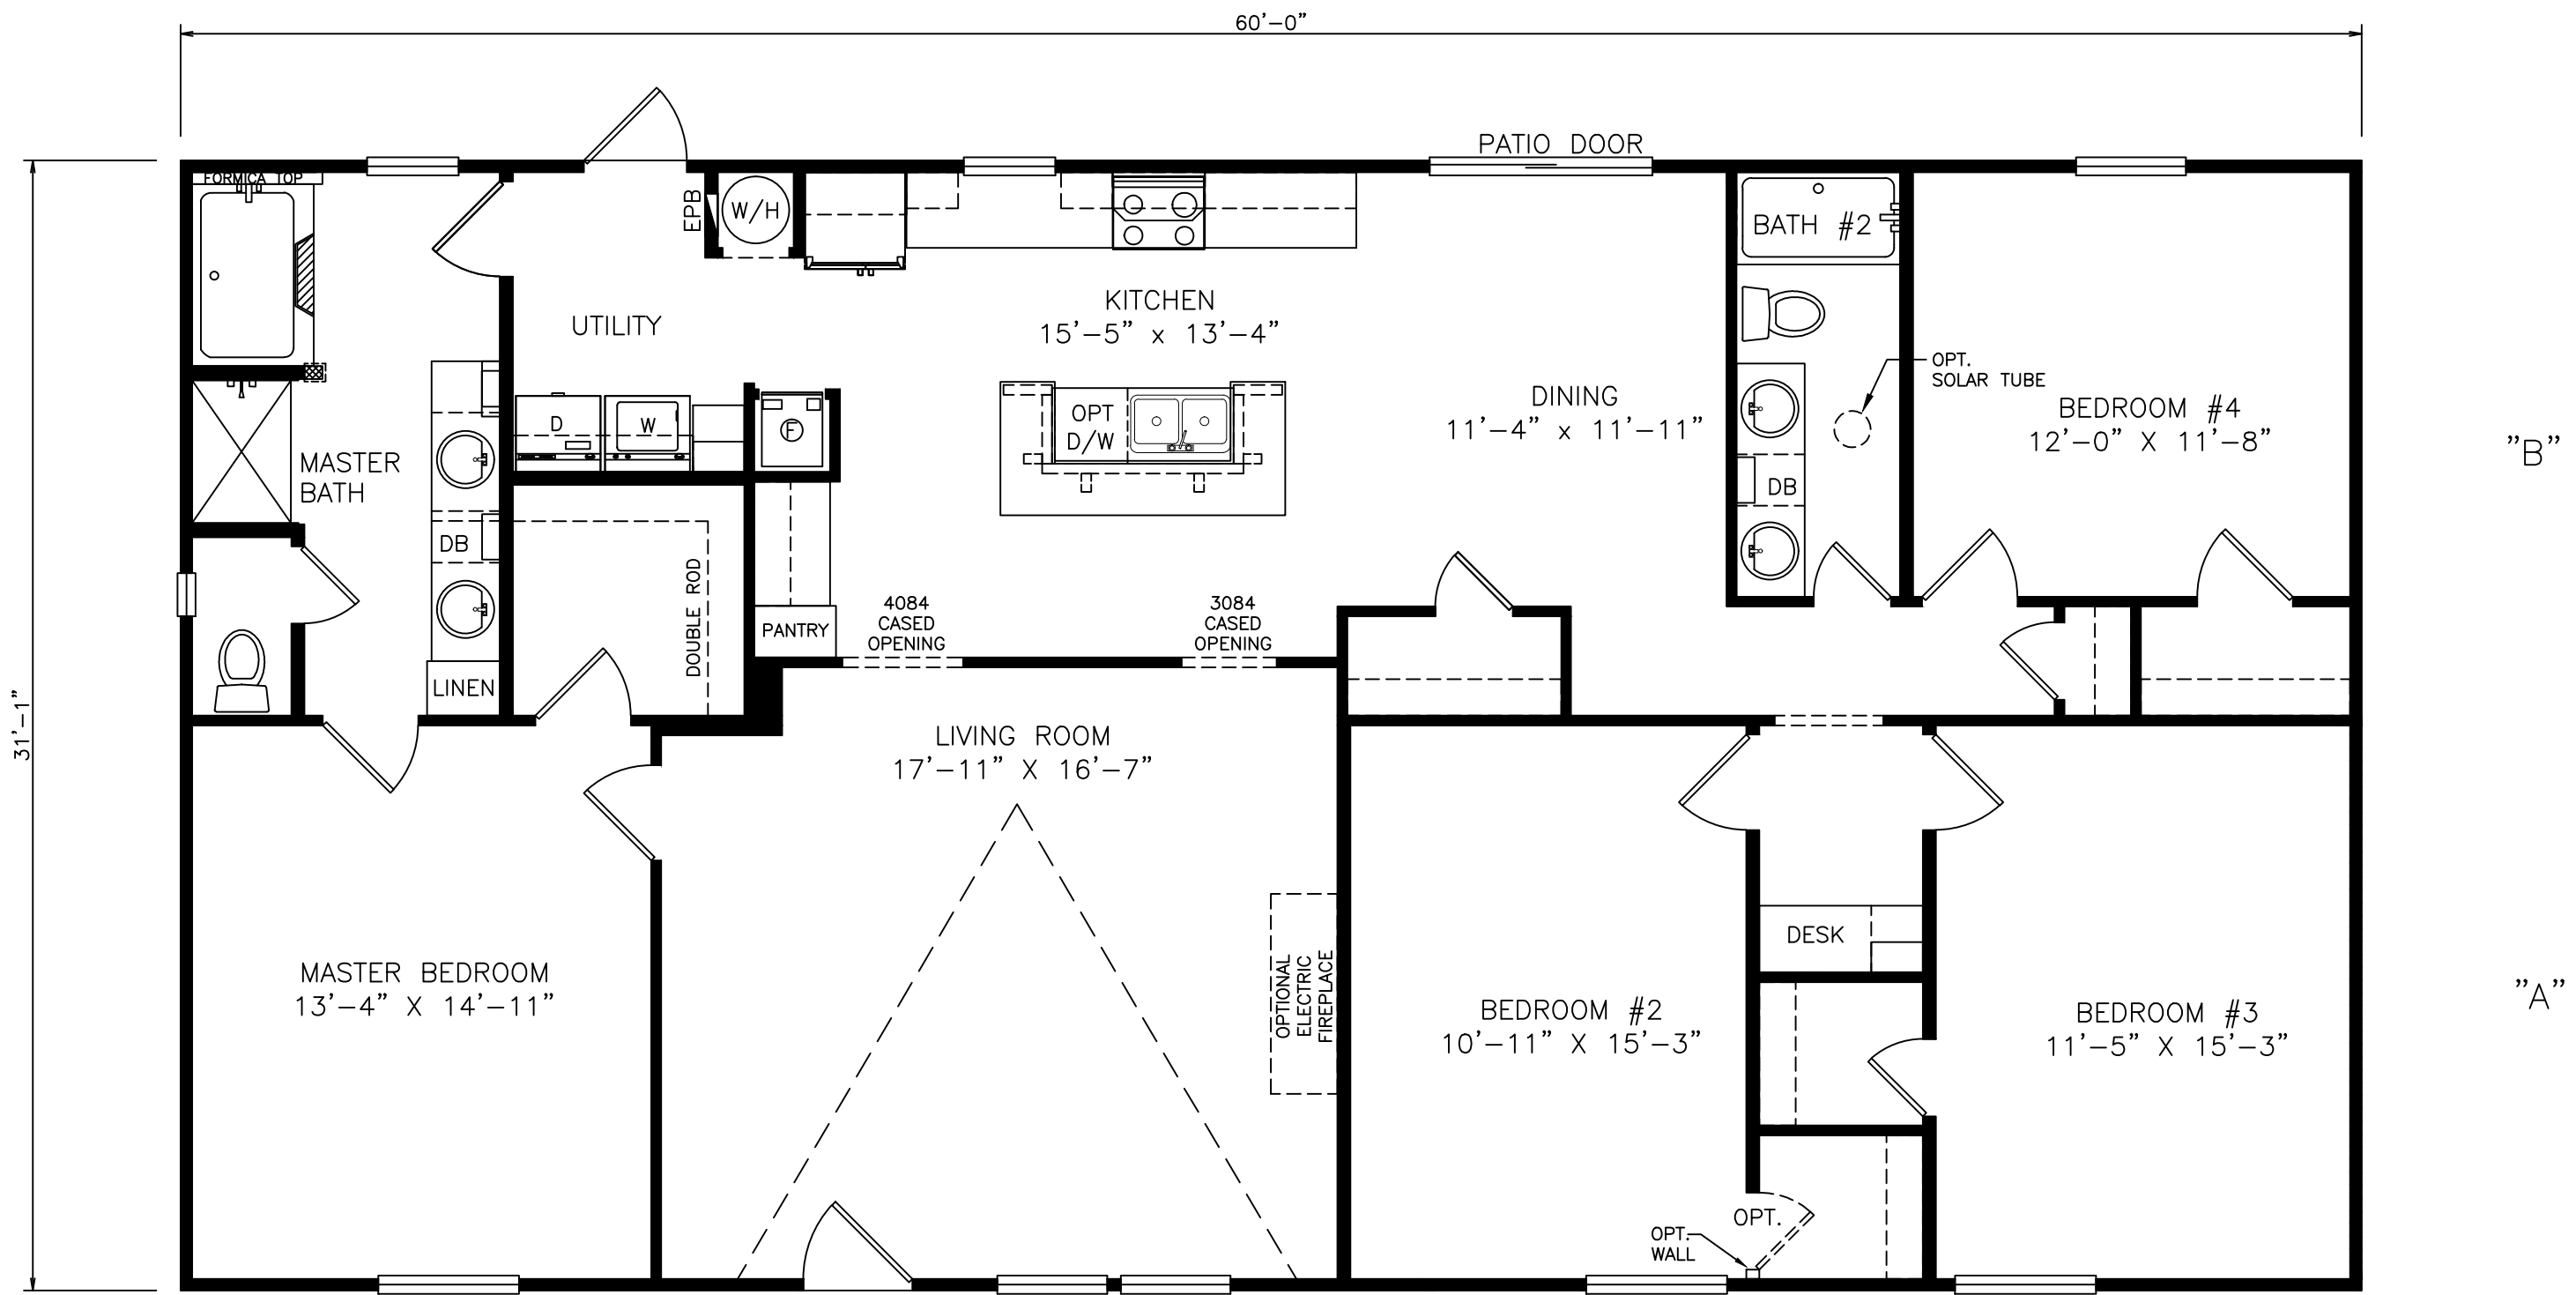 60'-0"
PATIO DOOR
FORMICA TOP
EPB
W/H
BATH #2
KITCHEN
15'-5" x 13'-4"
UTILITY
OPT.
SOLAR TUBE
DINING
11'-4" x 11'-11"
BEDROOM #4
12'-0" X 11'-8"
D
W
F
OPT
D/W
"B"
MASTER
BATH
DB
DB
DOUBLE ROD
4084
CASED
OPENING
3084
CASED
OPENING
PANTRY
LINEN
31'-1"
LIVING ROOM
17'-11" X 16'-7"
DESK
MASTER BEDROOM
13'-4" X 14'-11"
OPTIONAL
ELECTRIC
FIREPLACE
BEDROOM #2
10'-11" X 15'-3"
BEDROOM #3
11'-5" X 15'-3"
"A"
OPT.
OPT.
WALL